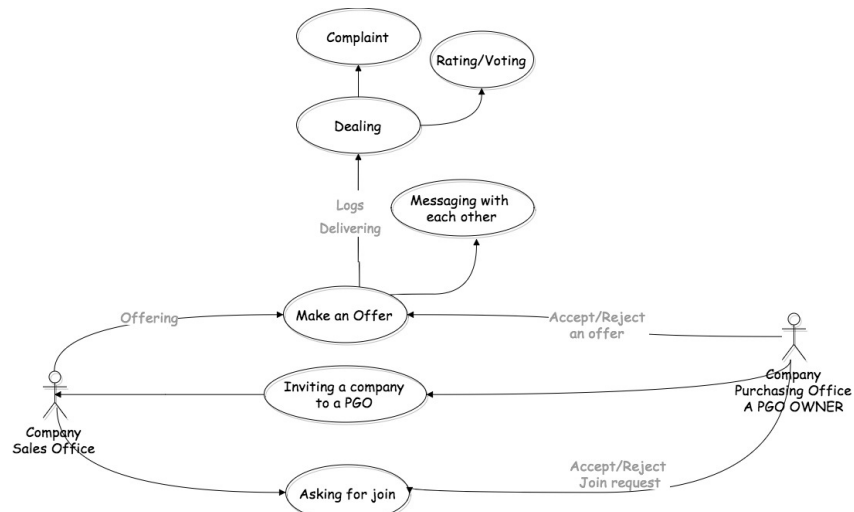 Complaint
Rating/Voting
Dealing
Logs
Delivering
Messaging with
each other
Offering
Make an Offer
Accept/Reject
an offer
Inviting a company
to a PGO
Company
Purchasing Office
A PGO OWNER
Company
Sales Office
Accept/Reject
Join request
Asking for join